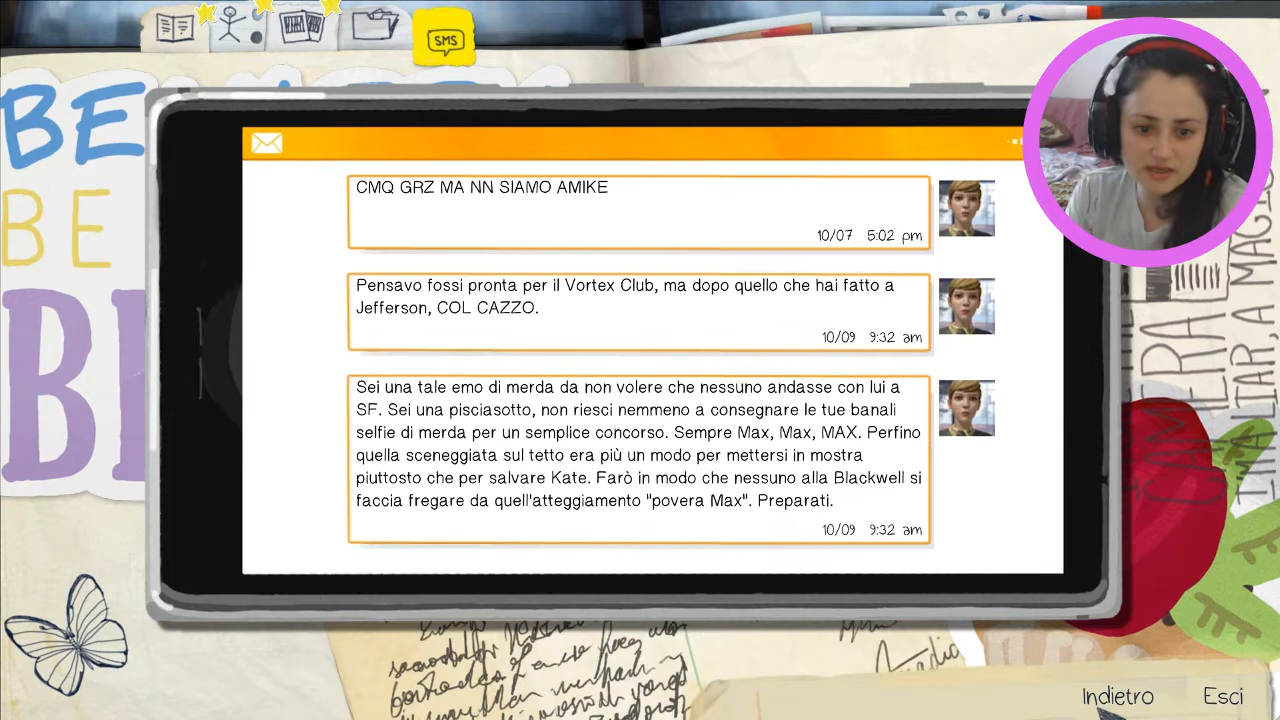 SMS
BE
BE
CMQ GRZ MA NN SIAMO AMIKE
10/07 5:02 pm
Pensavo fossi pronta per il Vortex Club, ma dopo quello che hai fatto a
Jefferson, COL CAZZO.
10/09 9:32 am
Sei una tale emo di merda da non volere che nessuno andasse con lui a
SF. Sei una pisciasotto, non riesci nemmeno a consegnare le tue banali
selfie di merda per un semplice concorso. Sempre Max, Max, MAX. Perfino
quella sceneggiata sul tetto era più un modo per mettersi in mostra
piuttosto che per salvare Kate. Farò in modo che nessuno alla Blackwell si
faccia fregare da quell'atteggiamento "povera Max". Preparati.
10/09 9:32 am
Indietro
Esci